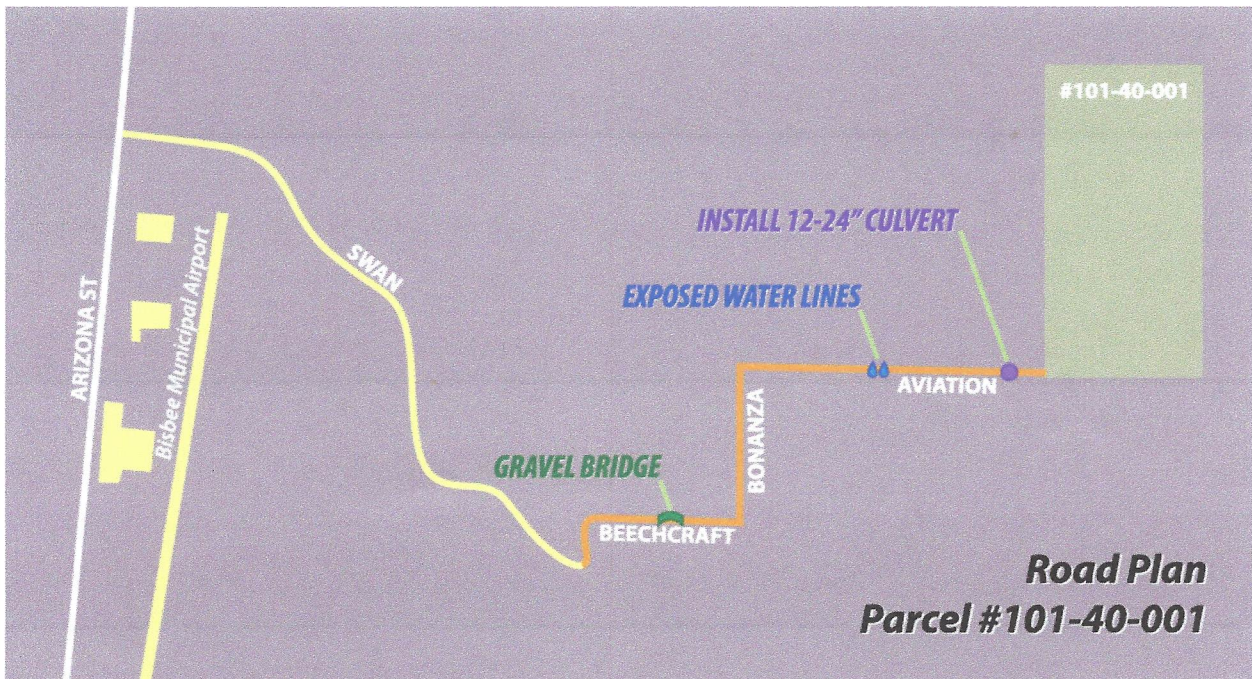 #101-40-001
INSTALL 12-24" CULVERT
SWAN
EXPOSED WATER LINES
ARIZONA ST
Bisbee Municipal Airport
AVIATION
BONANZA
GRAVEL BRIDGE
BEECHCRAFT
Road Plan
Parcel #101-40-001